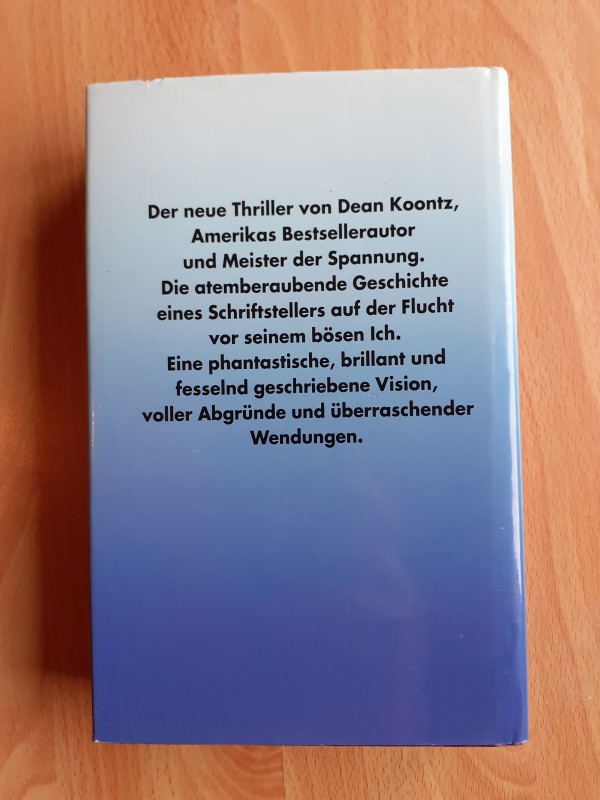 Der neue Thriller von Dean Koontz,
Amerikas Bestsellerautor
und Meister der Spannung.
Die atemberaubende Geschichte
eines Schriftstellers auf der Flucht
vor seinem bösen Ich.
Eine phantastische, brillant und
fesselnd geschriebene Vision,
voller Abgründe und überraschender
Wendungen.